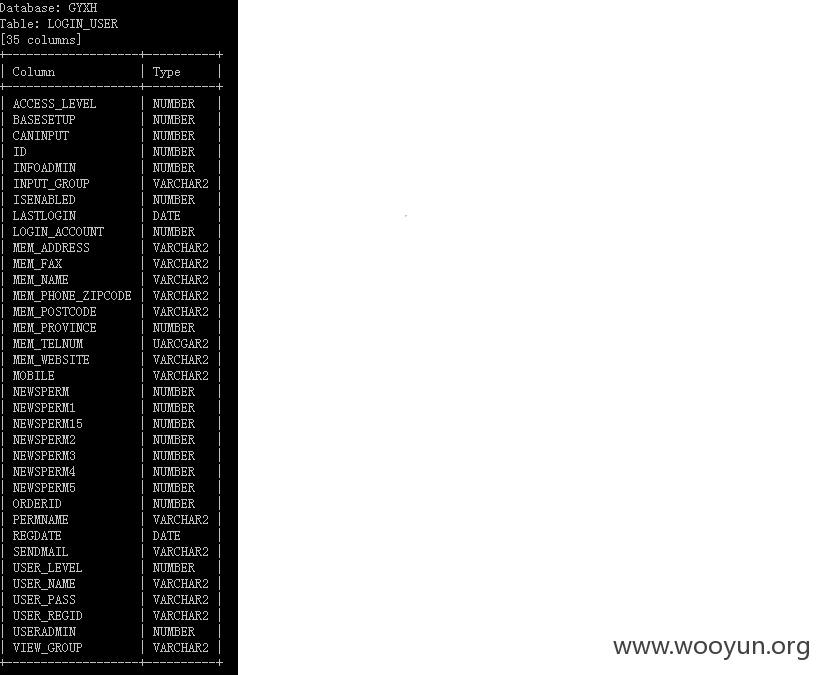 Database: GYXH
Table: LOGIN_USER
[35 columns]
+------------------+----------+
| Column | Type |
+------------------+----------+
| ACCESS_LEVEL | NUMBER |
| BASESETUP | NUMBER |
| CANINPUT | NUMBER |
| ID | NUMBER |
| INFOADMIN | NUMBER |
| INPUT_GROUP | VARCHAR2 |
| ISENABLED | NUMBER |
| LASTLOGIN | DATE |
| LOGIN_ACCOUNT | NUMBER |
| MEM_ADDRESS | VARCHAR2 |
| MEM_FAX | VARCHAR2 |
| MEM_NAME | VARCHAR2 |
| MEM_PHONE_ZIPCODE | VARCHAR2 |
| MEM_POSTCODE | VARCHAR2 |
| MEM_PROVINCE | NUMBER |
| MEM_TELNUM | UARCGAR2 |
| MEM_WEBSITE | VARCHAR2 |
| MOBILE | VARCHAR2 |
| NEWSPERM | NUMBER |
| NEWSPERM1 | NUMBER |
| NEWSPERM15 | NUMBER |
| NEWSPERM2 | NUMBER |
| NEWSPERM3 | NUMBER |
| NEWSPERM4 | NUMBER |
| NEWSPERM5 | NUMBER |
| ORDERID | NUMBER |
| PERMNAME | VARCHAR2 |
| REGDATE | DATE |
| SENDMAIL | VARCHAR2 |
| USER_LEVEL | NUMBER |
| USER_NAME | VARCHAR2 |
| USER_PASS | VARCHAR2 |
| USER_REGID | VARCHAR2 |
| USERADMIN | NUMBER |
| VIEW_GROUP | VARCHAR2 |
+------------------+----------+
www.wooyun.org